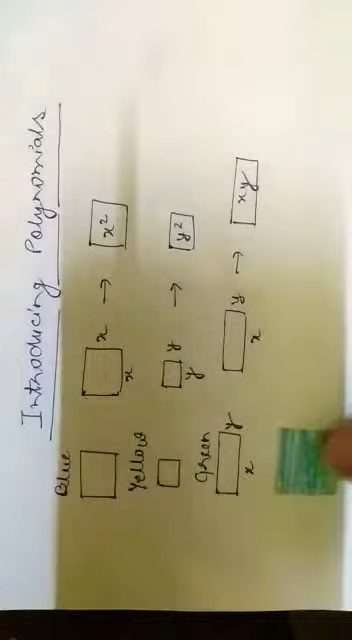 Introducing Polynomials
Blue
x
x
→
x²
Yellow
y
y
→
y²
Green
y
x
y
x
→
xy